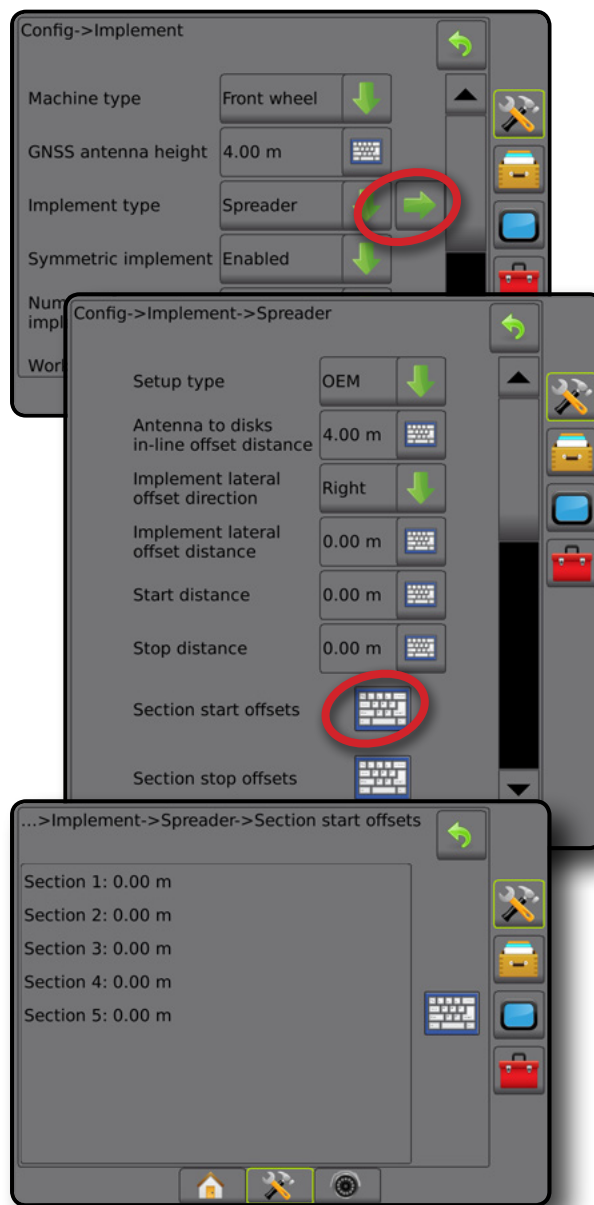 Config->Implement
Machine type
Front wheel
GNSS antenna height
4.00 m
Implement type
Spreader
Symmetric implement
Enabled
Config->Implement->Spreader
Setup type
OEM
Antenna to disks
in-line offset distance
4.00 m
Implement lateral
offset direction
Right
Implement lateral
offset distance
0.00 m
Start distance
0.00 m
Stop distance
0.00 m
Section start offsets
Section stop offsets
...>Implement->Spreader->Section start offsets
Section 1: 0.00 m
Section 2: 0.00 m
Section 3: 0.00 m
Section 4: 0.00 m
Section 5: 0.00 m